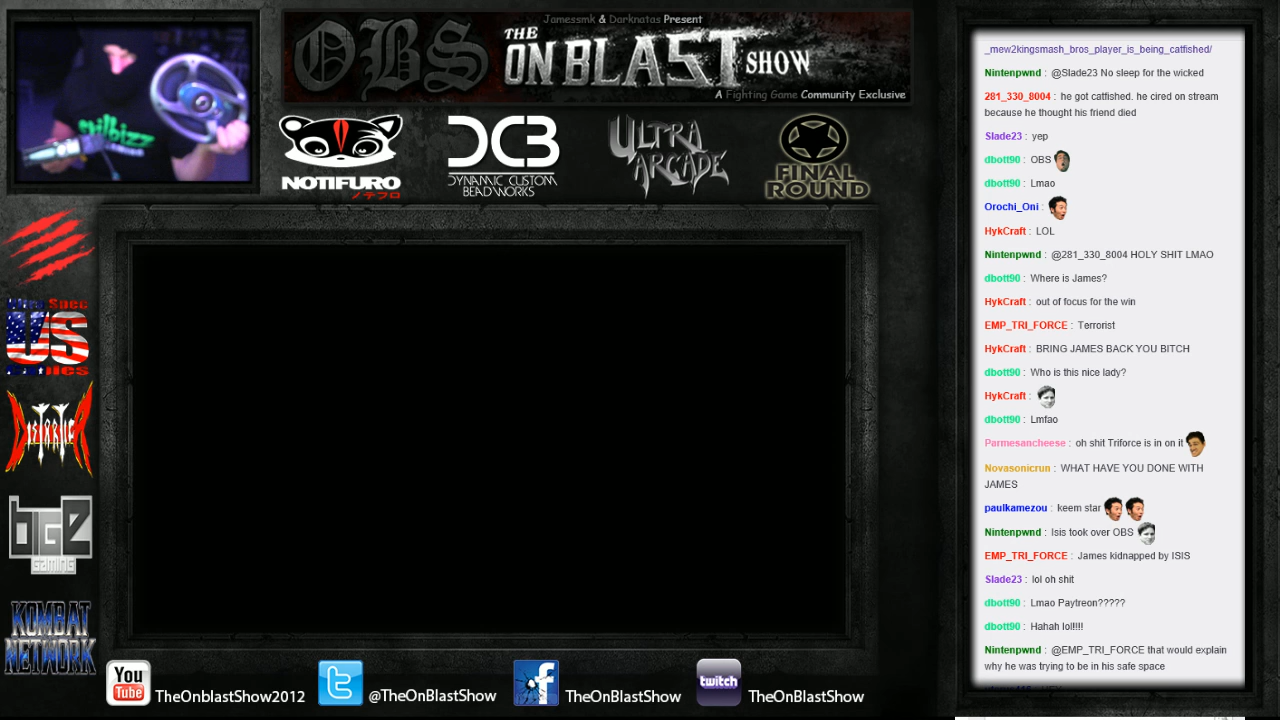 Jamessmk & Darknatas Present
OBS THE ON BLAST SHOW
A Fighting Game Community Exclusive
evilbizz
NOTIFURO
ノチフロ
DCB
DYNAMIC CUSTOM
BEADWORKS
ULTRA
ARCADE
FINAL
ROUND
US
DISTARTICA
BIGE
GAMING
KOMBAT
NETWORK
You
Tube
TheOnblastShow2012
@TheOnBlastShow
TheOnBlastShow
twitch
TheOnBlastShow
_mew2kingsmash_bros_player_is_being_catfished/
Nintenpwnd : @Slade23 No sleep for the wicked
281_330_8004 : he got catfished. he cired on stream
because he thought his friend died
Slade23 : yep
dbott90 : OBS
dbott90 : Lmao
Orochi_Oni :
HykCraft : LOL
Nintenpwnd : @281_330_8004 HOLY SHIT LMAO
dbott90 : Where is James?
HykCraft : out of focus for the win
EMP_TRI_FORCE : Terrorist
HykCraft : BRING JAMES BACK YOU BITCH
dbott90 : Who is this nice lady?
HykCraft :
dbott90 : Lmfao
Parmesancheese : oh shit Triforce is in on it
Novasonicrun : WHAT HAVE YOU DONE WITH
JAMES
paulkamezou : keem star
Nintenpwnd : Isis took over OBS
EMP_TRI_FORCE : James kidnapped by ISIS
Slade23 : lol oh shit
dbott90 : Lmao Paytreon?????
dbott90 : Hahah lol!!!!
Nintenpwnd : @EMP_TRI_FORCE that would explain
why he was trying to be in his safe space